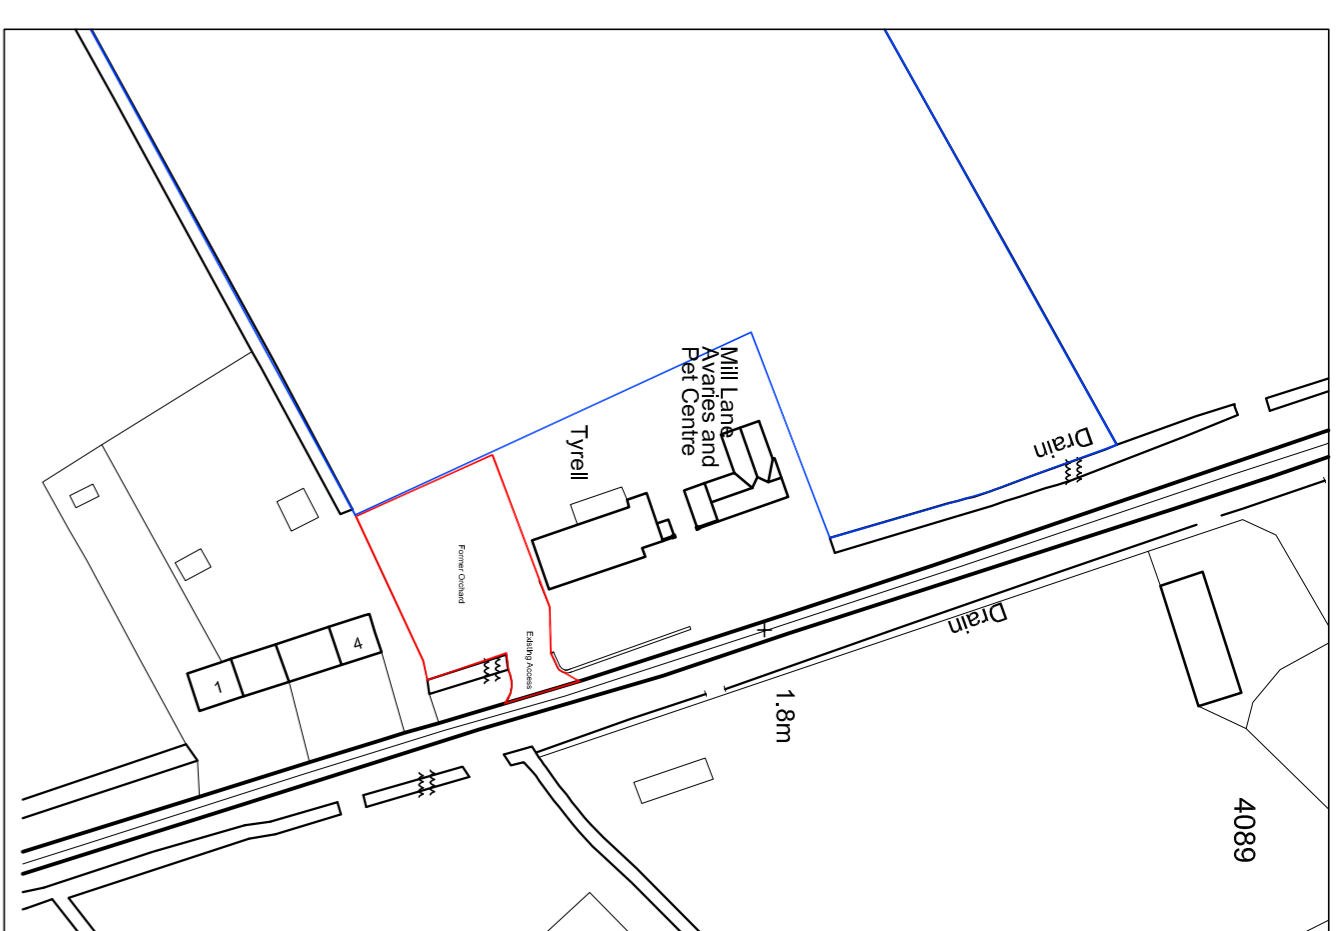 Mill Lane
Avaries and
Pet Centre
Tyrell
Drain
Former Orchard
Existing Access
Drain
4
1
1.8m
4089